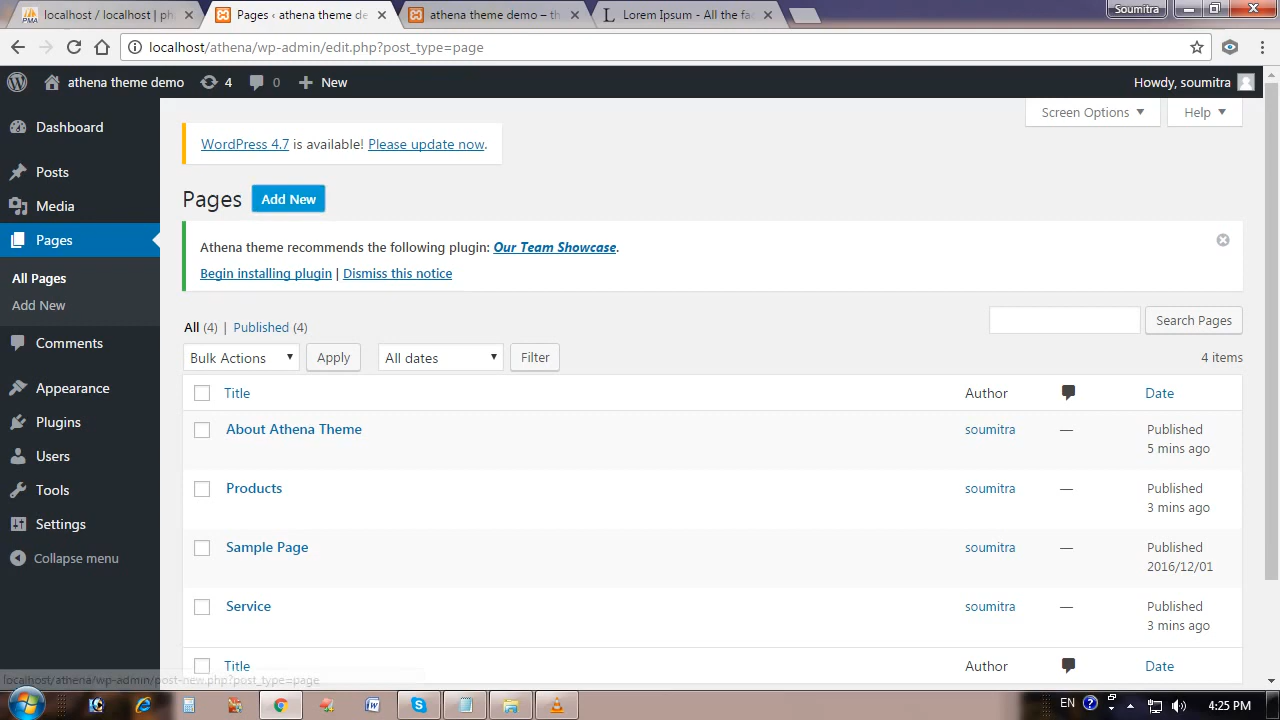 localhost / localhost | ph
Pages ‹ athena theme de
athena theme demo – th
Lorem Ipsum - All the fa
Soumitra
localhost/athena/wp-admin/edit.php?post_type=page
athena theme demo
4
0
New
Howdy, soumitra
Screen Options
Help
Dashboard
Posts
Media
Pages
All Pages
Add New
Comments
Appearance
Plugins
Users
Tools
Settings
Collapse menu
WordPress 4.7 is available! Please update now.
Pages Add New
Athena theme recommends the following plugin: Our Team Showcase.
Begin installing plugin | Dismiss this notice
All (4) | Published (4)
Search Pages
Bulk Actions
Apply
All dates
Filter
4 items
Title Author Date
About Athena Theme soumitra — Published
5 mins ago
Products soumitra — Published
3 mins ago
Sample Page soumitra — Published
2016/12/01
Service soumitra — Published
3 mins ago
Title Author Date
localhost/athena/wp-admin/post-new.php?post_type=page
EN
4:25 PM